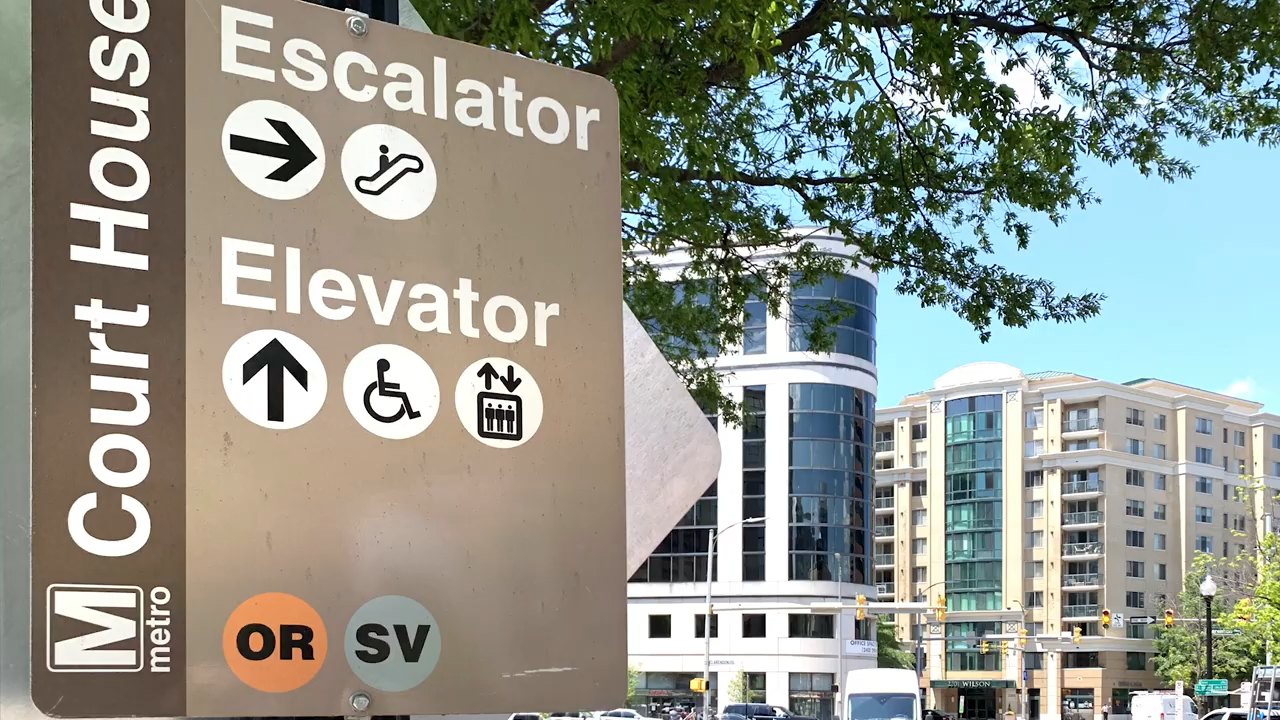 Court House
M
metro
Escalator
Elevator
OR SV
WILSON